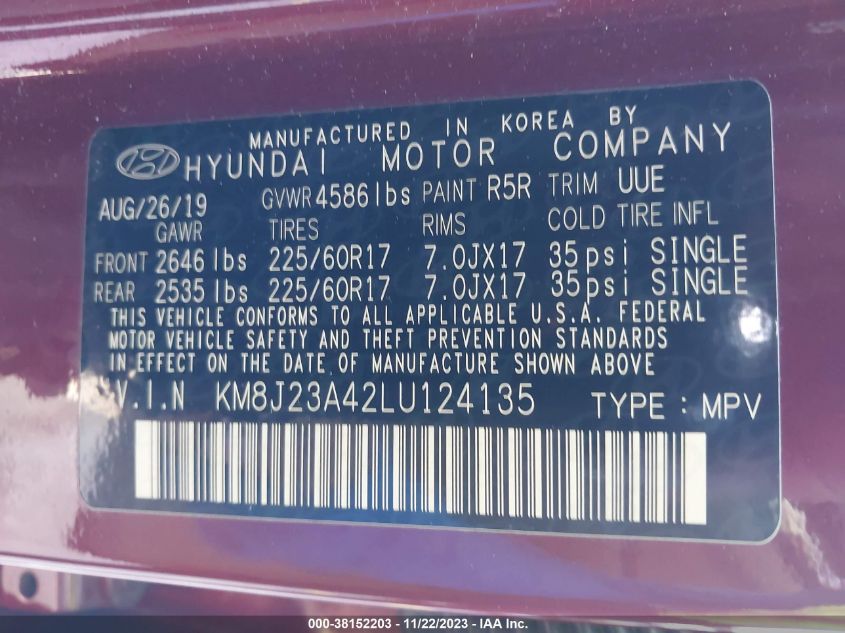 MANUFACTURED IN KOREA BY
HYUNDAI MOTOR COMPANY
AUG/26/19 GVWR 4586 lbs PAINT R5R TRIM UUE
GAWR TIRES RIMS COLD TIRE INFL
FRONT 2646 lbs 225/60R17 7.0JX17 35psi SINGLE
REAR 2535 lbs 225/60R17 7.0JX17 35psi SINGLE
THIS VEHICLE CONFORMS TO ALL APPLICABLE U.S.A. FEDERAL
MOTOR VEHICLE SAFETY AND THEFT PREVENTION STANDARDS
IN EFFECT ON THE DATE OF MANUFACTURE SHOWN ABOVE
V.I.N KM8J23A42LU124135 TYPE : MPV
000-38152203 - 11/22/2023 - IAA Inc.